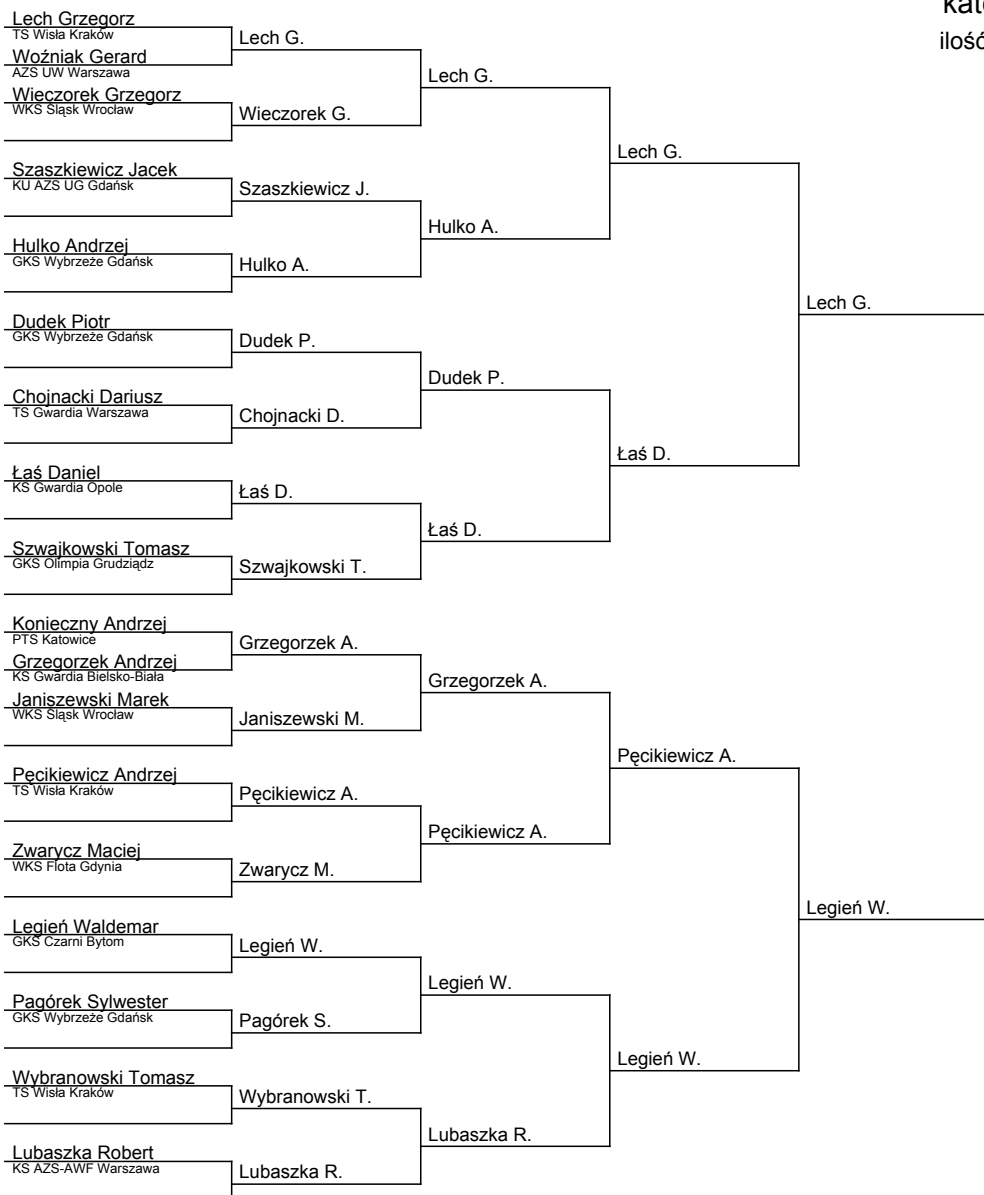 kat
ilość
Lech Grzegorz
TS Wisła Kraków
Woźniak Gerard
AZS UW Warszawa
Wieczorek Grzegorz
WKS Śląsk Wrocław
Szaszkiewicz Jacek
KU AZS UG Gdańsk
Hulko Andrzej
GKS Wybrzeże Gdańsk
Dudek Piotr
GKS Wybrzeże Gdańsk
Chojnacki Dariusz
TS Gwardia Warszawa
Łaś Daniel
KS Gwardia Opole
Szwajkowski Tomasz
GKS Olimpia Grudziądz
Konieczny Andrzej
PTS Katowice
Grzegorzek Andrzej
KS Gwardia Bielsko-Biała
Janiszewski Marek
WKS Śląsk Wrocław
Pęcikiewicz Andrzej
TS Wisła Kraków
Zwarycz Maciej
WKS Flota Gdynia
Legień Waldemar
GKS Czarni Bytom
Pagórek Sylwester
GKS Wybrzeże Gdańsk
Wybranowski Tomasz
TS Wisła Kraków
Lubaszka Robert
KS AZS-AWF Warszawa
Lech G.
Wieczorek G.
Szaszkiewicz J.
Hulko A.
Dudek P.
Chojnacki D.
Łaś D.
Szwajkowski T.
Grzegorzek A.
Janiszewski M.
Pęcikiewicz A.
Zwarycz M.
Legień W.
Pagórek S.
Wybranowski T.
Lubaszka R.
Lech G.
Hulko A.
Dudek P.
Łaś D.
Grzegorzek A.
Pęcikiewicz A.
Legień W.
Lubaszka R.
Lech G.
Łaś D.
Pęcikiewicz A.
Legień W.
Lech G.
Legień W.